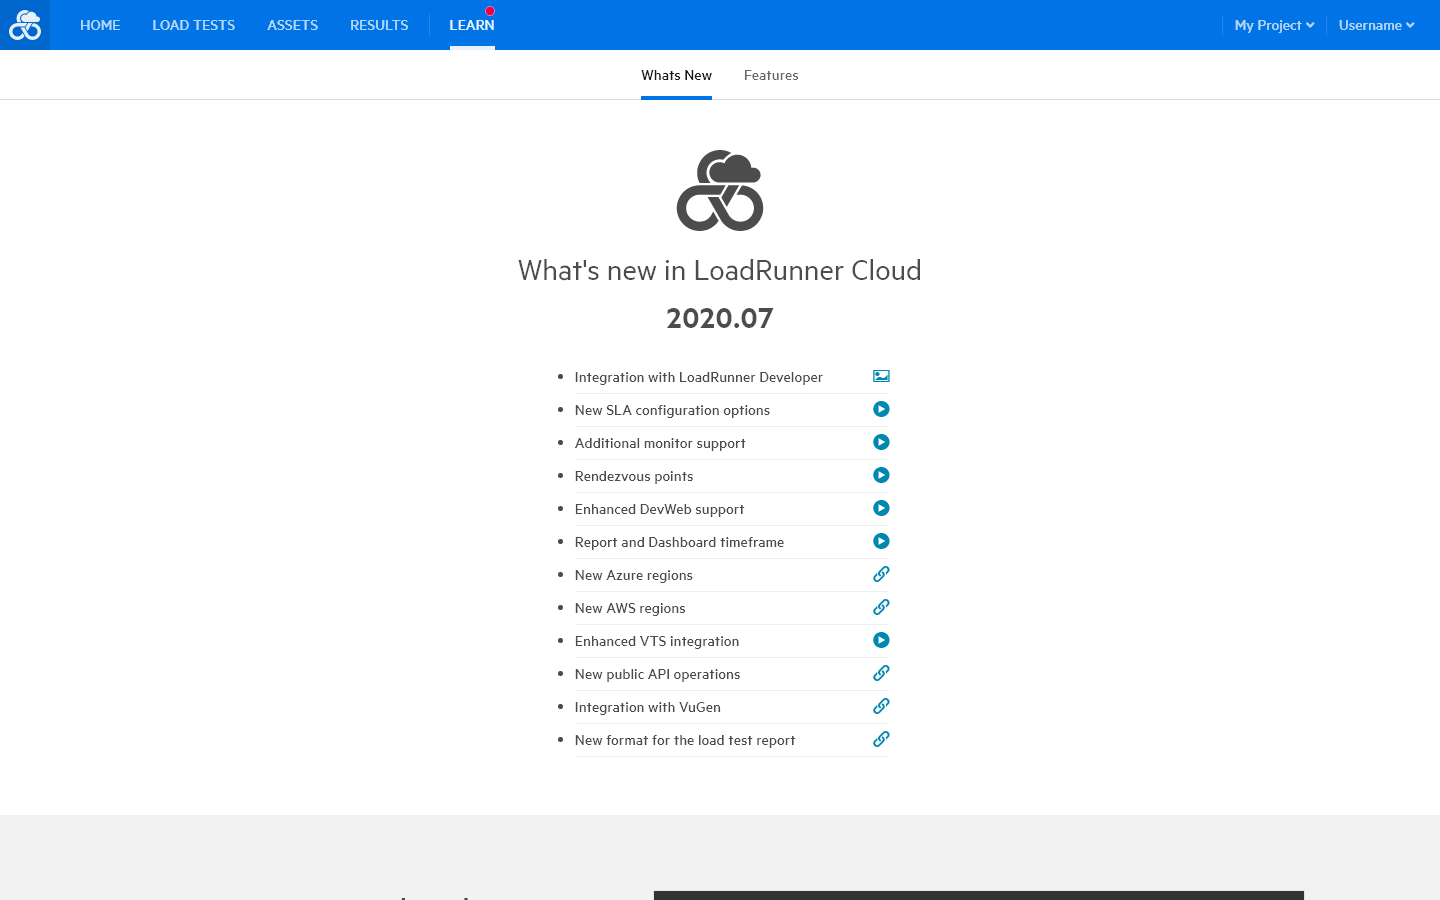 HOME LOAD TESTS ASSETS RESULTS LEARN My Project Username
Whats New Features
What's new in LoadRunner Cloud
2020.07
Integration with LoadRunner Developer
New SLA configuration options
Additional monitor support
Rendezvous points
Enhanced DevWeb support
Report and Dashboard timeframe
New Azure regions
New AWS regions
Enhanced VTS integration
New public API operations
Integration with VuGen
New format for the load test report